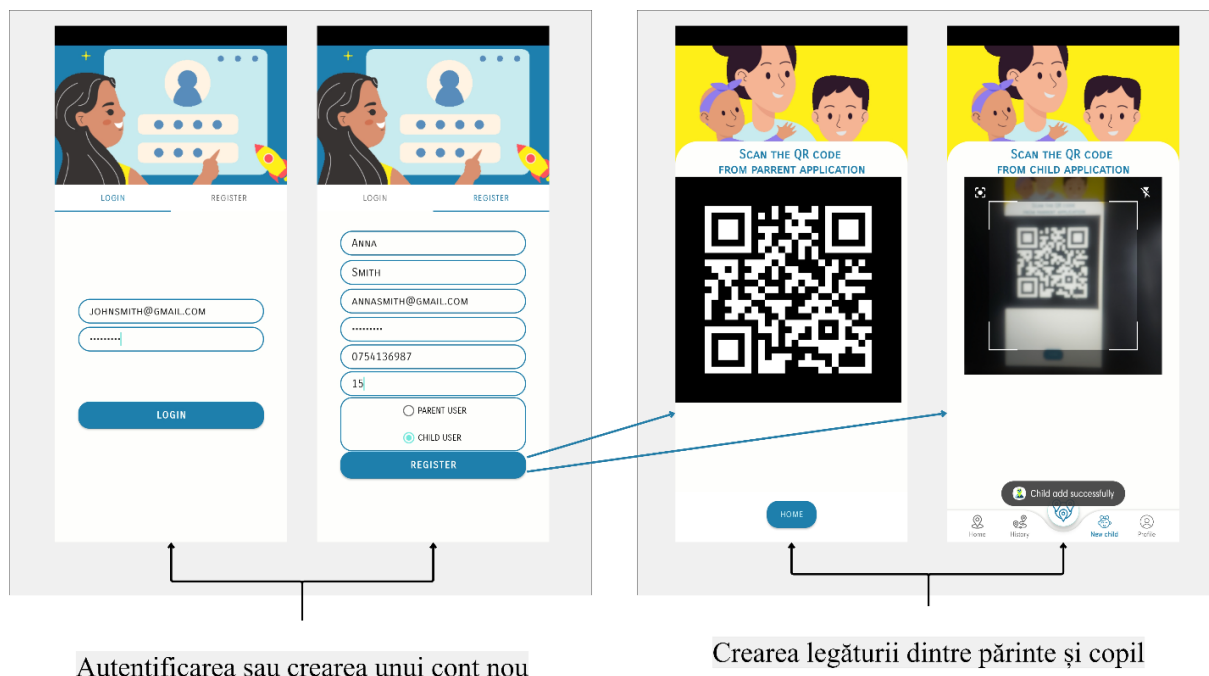 LOGIN
REGISTER
JOHNSMITH@GMAIL.COM
•••••••••
LOGIN
LOGIN
REGISTER
ANNA
SMITH
ANNASMITH@GMAIL.COM
•••••••••
0754136987
15
PARENT USER
CHILD USER
REGISTER
SCAN THE QR CODE
FROM PARRENT APPLICATION
HOME
SCAN THE QR CODE
FROM CHILD APPLICATION
Child add successfully
Home
History
New child
Profile
Autentificarea sau crearea unui cont nou
Crearea legăturii dintre părinte și copil